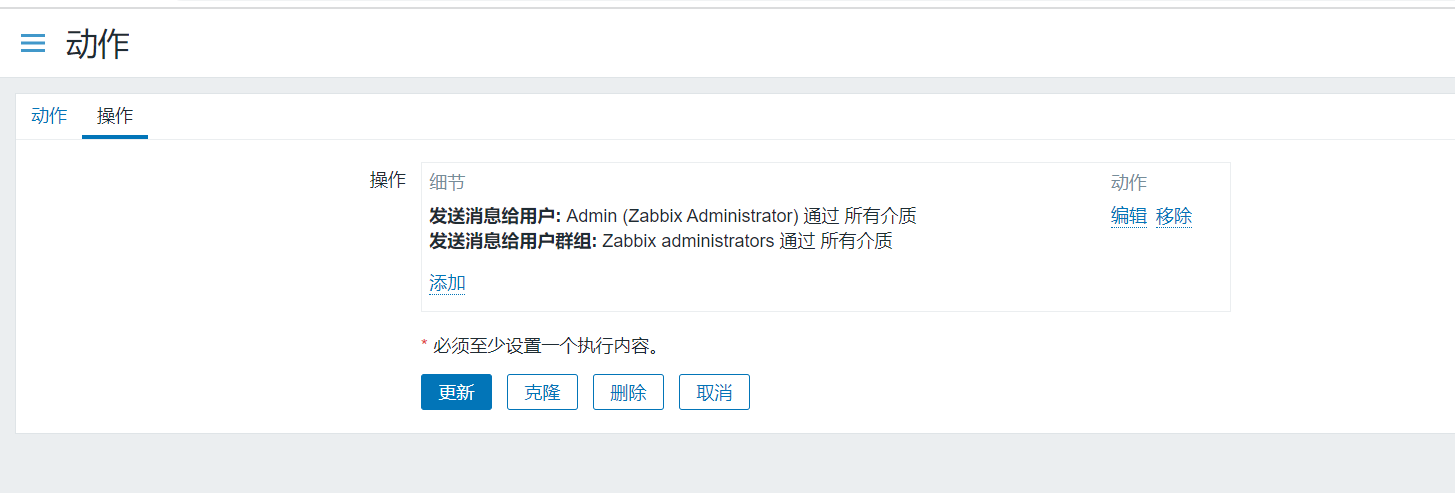 动作
动作 操作
操作 细节 动作
发送消息给用户: Admin (Zabbix Administrator) 通过 所有介质 编辑 移除
发送消息给用户群组: Zabbix administrators 通过 所有介质
添加
* 必须至少设置一个执行内容。
更新 克隆 删除 取消